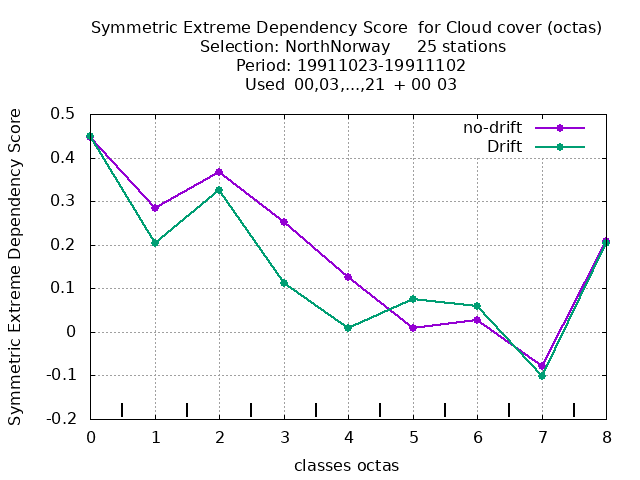 Symmetric Extreme Dependency Score  for Cloud cover (octas)
Selection: NorthNorway     25 stations
Period: 19911023-19911102
Used  00,03,...,21  + 00 03
no-drift
Drift
Symmetric Extreme Dependency Score
0.5
0.4
0.3
0.2
0.1
0
-0.1
-0.2
0 1 2 3 4 5 6 7 8
classes octas